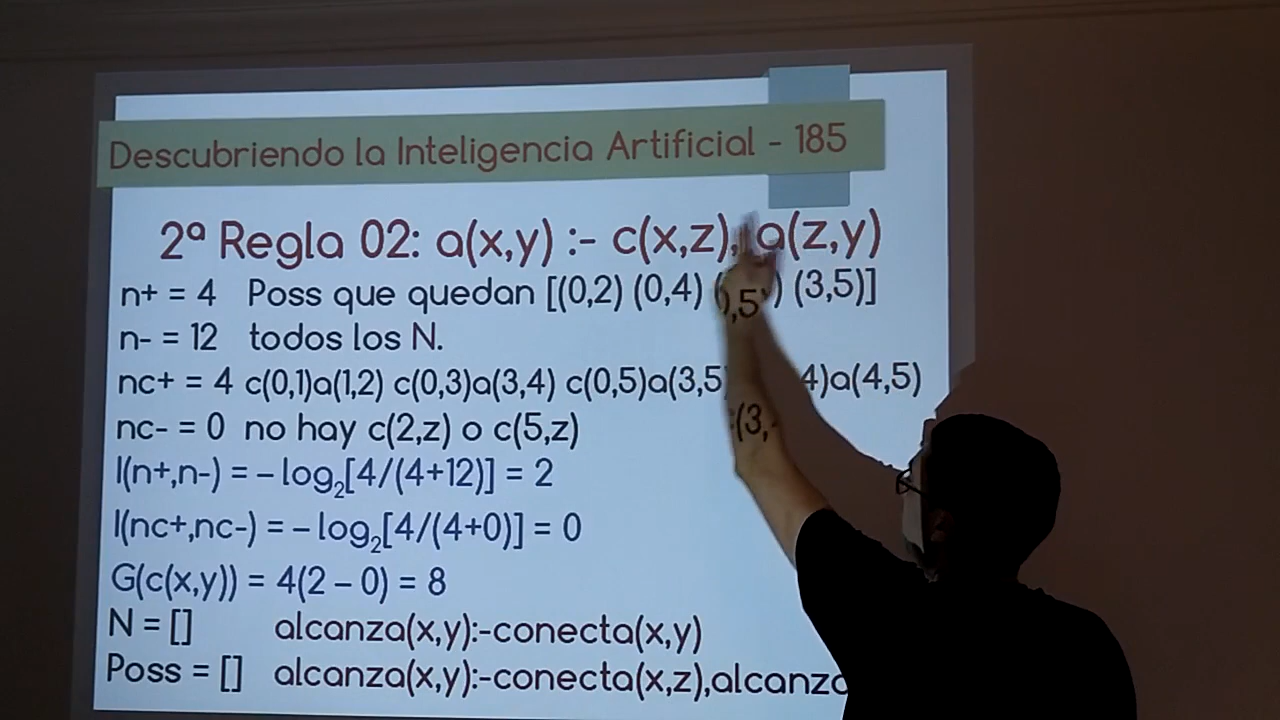 Descubriendo la Inteligencia Artificial - 185
2ª Regla 02: a(x,y) :- c(x,z), a(z,y)
n+ = 4 Poss que quedan [(0,2) (0,4) ,5) (3,5)]
n- = 12 todos los N.
nc+ = 4 c(0,1)a(1,2) c(0,3)a(3,4) c(0,5)a(3,5 (3, 4)a(4,5)
nc- = 0 no hay c(2,z) o c(5,z)
I(n+,n-) = – log₂[4/(4+12)] = 2
I(nc+,nc-) = – log₂[4/(4+0)] = 0
G(c(x,y)) = 4(2 – 0) = 8
N = [] alcanza(x,y):-conecta(x,y)
Poss = [] alcanza(x,y):-conecta(x,z),alcanza